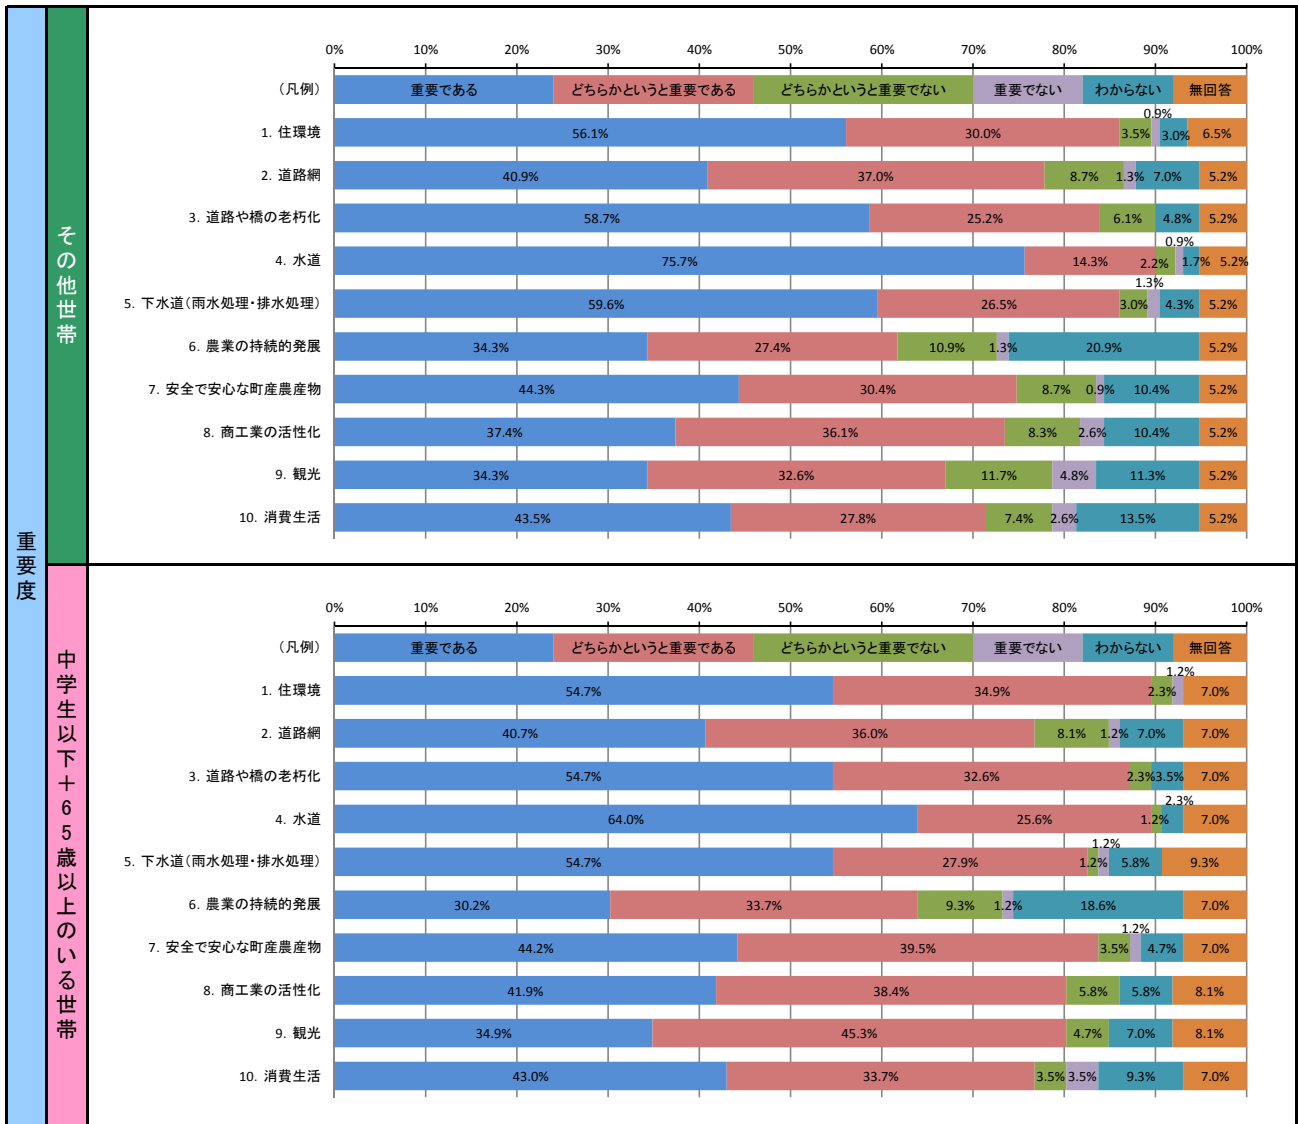 重要度
その他世帯
0% 10% 20% 30% 40% 50% 60% 70% 80% 90% 100%
(凡例) 重要である どちらかというと重要である どちらかというと重要でない 重要でない わからない 無回答
1. 住環境 56.1% 30.0% 3.5% 0.9% 3.0% 6.5%
2. 道路網 40.9% 37.0% 8.7% 1.3% 7.0% 5.2%
3. 道路や橋の老朽化 58.7% 25.2% 6.1% 4.8% 5.2%
4. 水道 75.7% 14.3% 2.2% 0.9% 1.7% 5.2%
5. 下水道(雨水処理・排水処理) 59.6% 26.5% 3.0% 1.3% 4.3% 5.2%
6. 農業の持続的発展 34.3% 27.4% 10.9% 1.3% 20.9% 5.2%
7. 安全で安心な町産農産物 44.3% 30.4% 8.7% 0.9% 10.4% 5.2%
8. 商工業の活性化 37.4% 36.1% 8.3% 2.6% 10.4% 5.2%
9. 観光 34.3% 32.6% 11.7% 4.8% 11.3% 5.2%
10. 消費生活 43.5% 27.8% 7.4% 2.6% 13.5% 5.2%
中学生以下+65歳以上のいる世帯
0% 10% 20% 30% 40% 50% 60% 70% 80% 90% 100%
(凡例) 重要である どちらかというと重要である どちらかというと重要でない 重要でない わからない 無回答
1. 住環境 54.7% 34.9% 2.3% 1.2% 7.0%
2. 道路網 40.7% 36.0% 8.1% 1.2% 7.0% 7.0%
3. 道路や橋の老朽化 54.7% 32.6% 2.3% 3.5% 7.0%
4. 水道 64.0% 25.6% 1.2% 2.3% 7.0%
5. 下水道(雨水処理・排水処理) 54.7% 27.9% 1.2% 1.2% 5.8% 9.3%
6. 農業の持続的発展 30.2% 33.7% 9.3% 1.2% 18.6% 7.0%
7. 安全で安心な町産農産物 44.2% 39.5% 3.5% 1.2% 4.7% 7.0%
8. 商工業の活性化 41.9% 38.4% 5.8% 5.8% 8.1%
9. 観光 34.9% 45.3% 4.7% 7.0% 8.1%
10. 消費生活 43.0% 33.7% 3.5% 3.5% 9.3% 7.0%